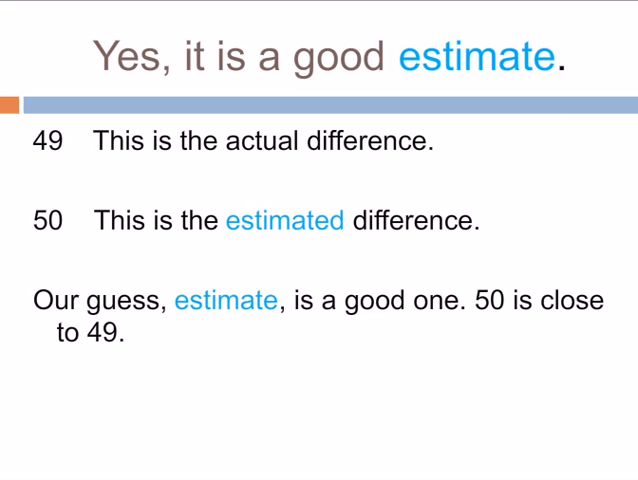 Yes, it is a good estimate.
49 This is the actual difference.
50 This is the estimated difference.
Our guess, estimate, is a good one. 50 is close
to 49.